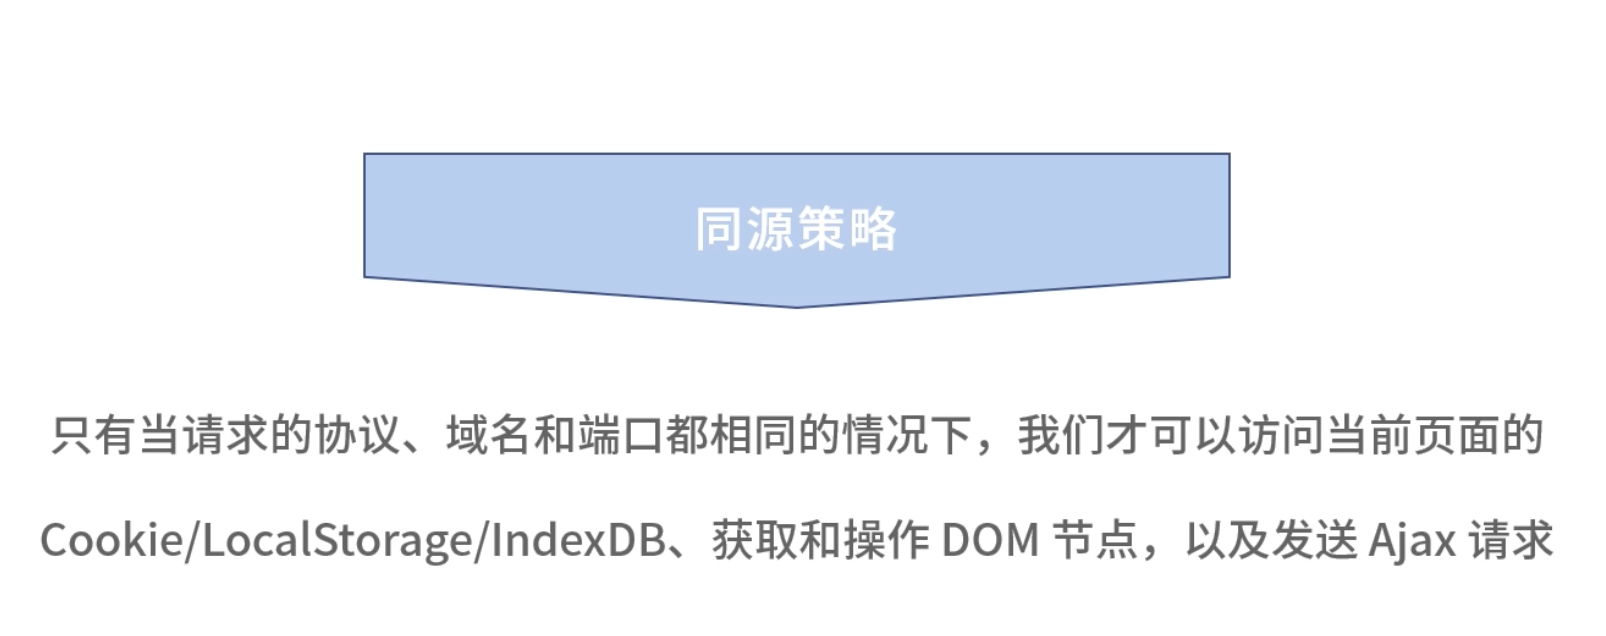 同源策略
只有当请求的协议、域名和端口都相同的情况下，我们才可以访问当前页面的
Cookie/LocalStorage/IndexDB、获取和操作 DOM 节点，以及发送 Ajax 请求